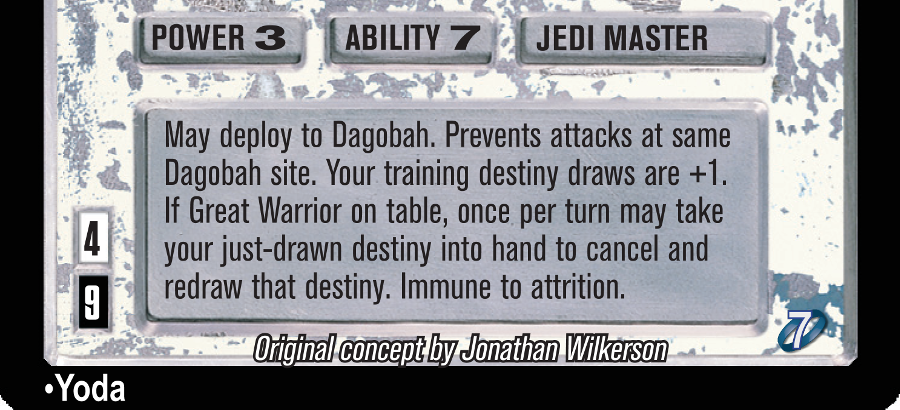 POWER 3 ABILITY 7 JEDI MASTER
May deploy to Dagobah. Prevents attacks at same
Dagobah site. Your training destiny draws are +1.
If Great Warrior on table, once per turn may take
your just-drawn destiny into hand to cancel and
redraw that destiny. Immune to attrition.
4
9
7
Original concept by Jonathan Wilkerson
•Yoda